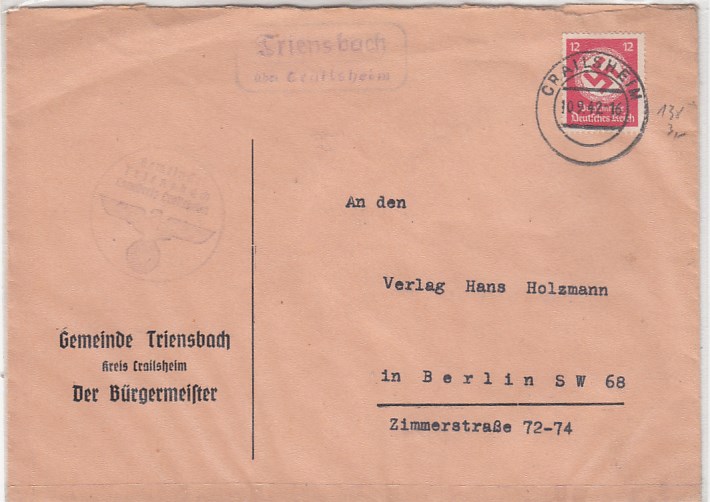 Triensbach
über Crailsheim
12 12
Deutsches Reich
CRAILSHEIM
10.9.42.16
An den
Verlag Hans Holzmann
in Berlin SW 68
Zimmerstraße 72-74
Gemeinde Triensbach
Kreis Crailsheim
Der Bürgermeister